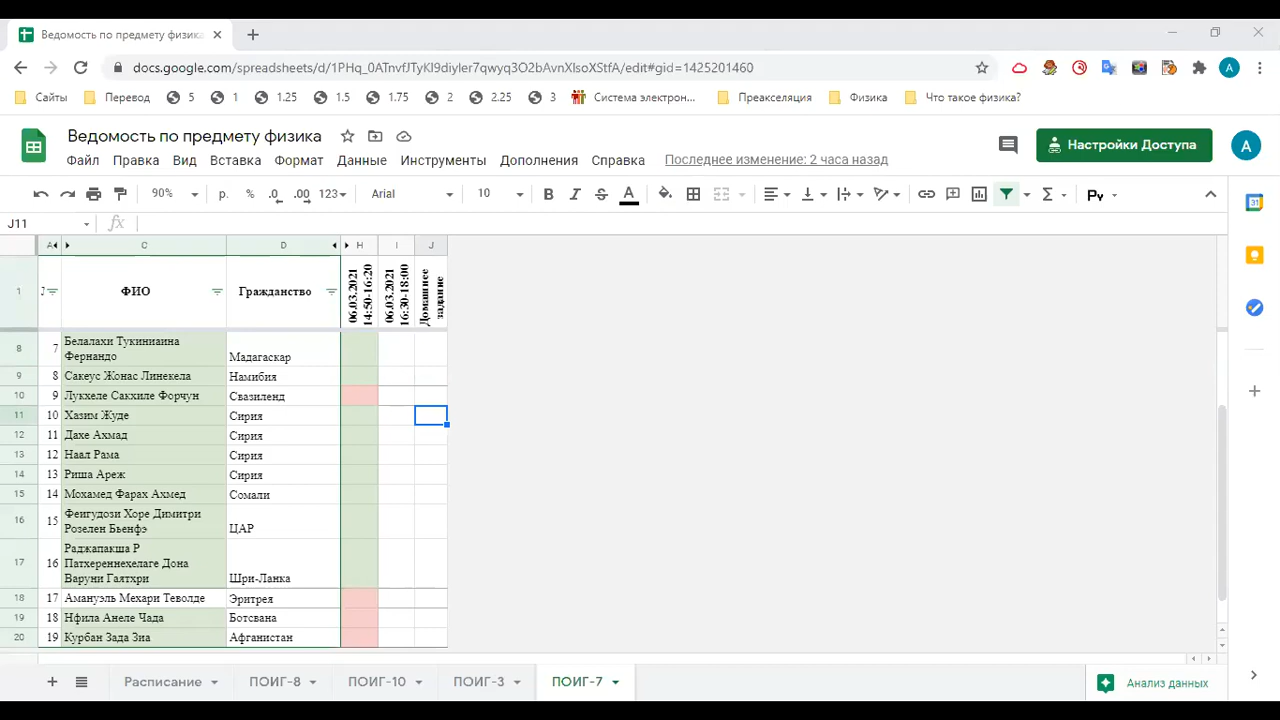 Ведомость по предмету физика
docs.google.com/spreadsheets/d/1PHq_0ATnvfJTyKI9diyIer7qwyq3O2bAvnXIsoXStfA/edit#gid=1425201460
A
Сайты Перевод 5 1 1.25 1.5 1.75 2 2.25 3 Система электрон... Преакселяция Физика Что такое физика?
Ведомость по предмету физика
Настройки Доступа
A
Файл Правка Вид Вставка Формат Данные Инструменты Дополнения Справка Последнее изменение: 2 часа назад
90% р. % .0 .00 123 Arial 10 B I S A Σ Ру
J11 fx
A C D H I J
1 ФИО Гражданство 06.03.2021 14:50-16:20 06.03.2021 16:30-18:00 Домашнее задание
8 7 Белалахи Тукиниаина
Фернандо Мадагаскар
9 8 Сакеус Жонас Линекела Намибия
10 9 Лукхеле Сакхиле Форчун Свазиленд
11 10 Хазим Жуде Сирия
12 11 Дахе Ахмад Сирия
13 12 Наал Рама Сирия
14 13 Риша Ареж Сирия
15 14 Мохамед Фарах Ахмед Сомали
16 15 Феигудози Хоре Димитри
Розелен Бьенфэ ЦАР
17 16 Раджапакша Р
Патхереннехелаге Дона
Варуни Гаятхри Шри-Ланка
18 17 Амануэль Мехари Теволде Эритрея
19 18 Нфила Анеле Чада Ботсвана
20 19 Курбан Зада Зиа Афганистан
Расписание ПОИГ-8 ПОИГ-10 ПОИГ-3 ПОИГ-7 Анализ данных